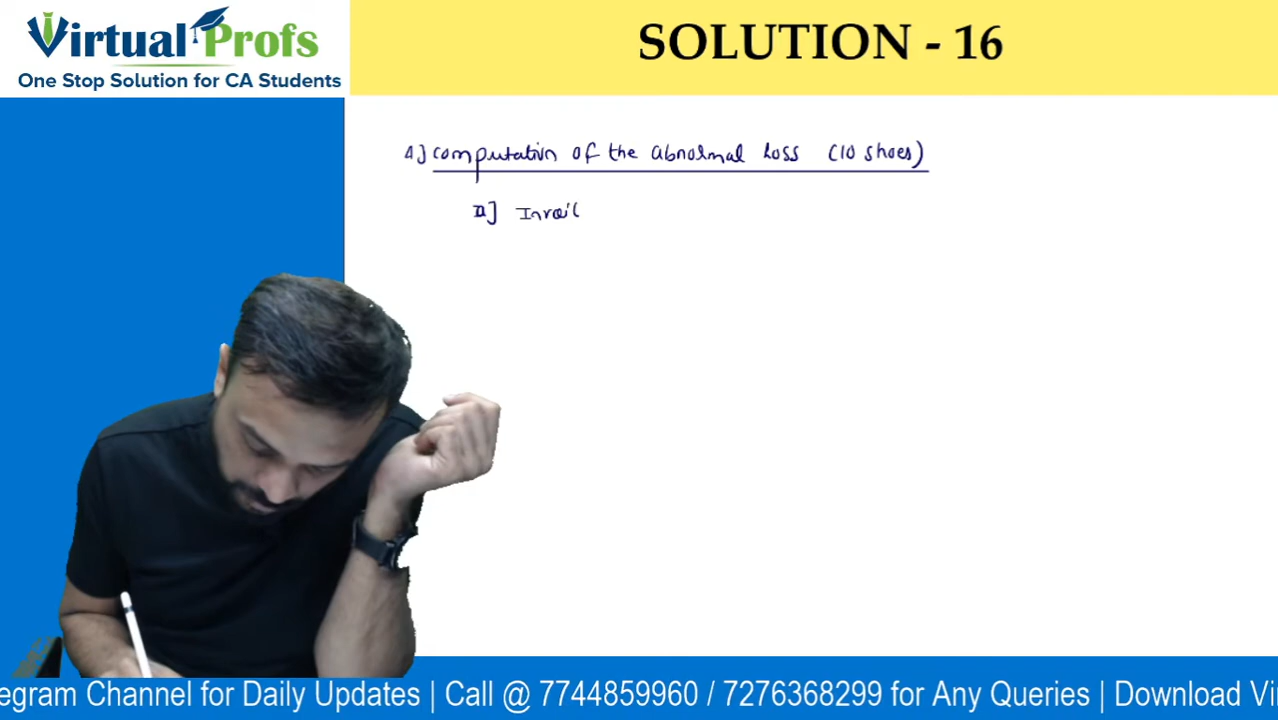 Virtual Profs
One Stop Solution for CA Students
SOLUTION - 16
A] computation of the abnormal Loss (10 shoes)
I] Invoic
egram Channel for Daily Updates | Call @ 7744859960 / 7276368299 for Any Queries | Download Vi